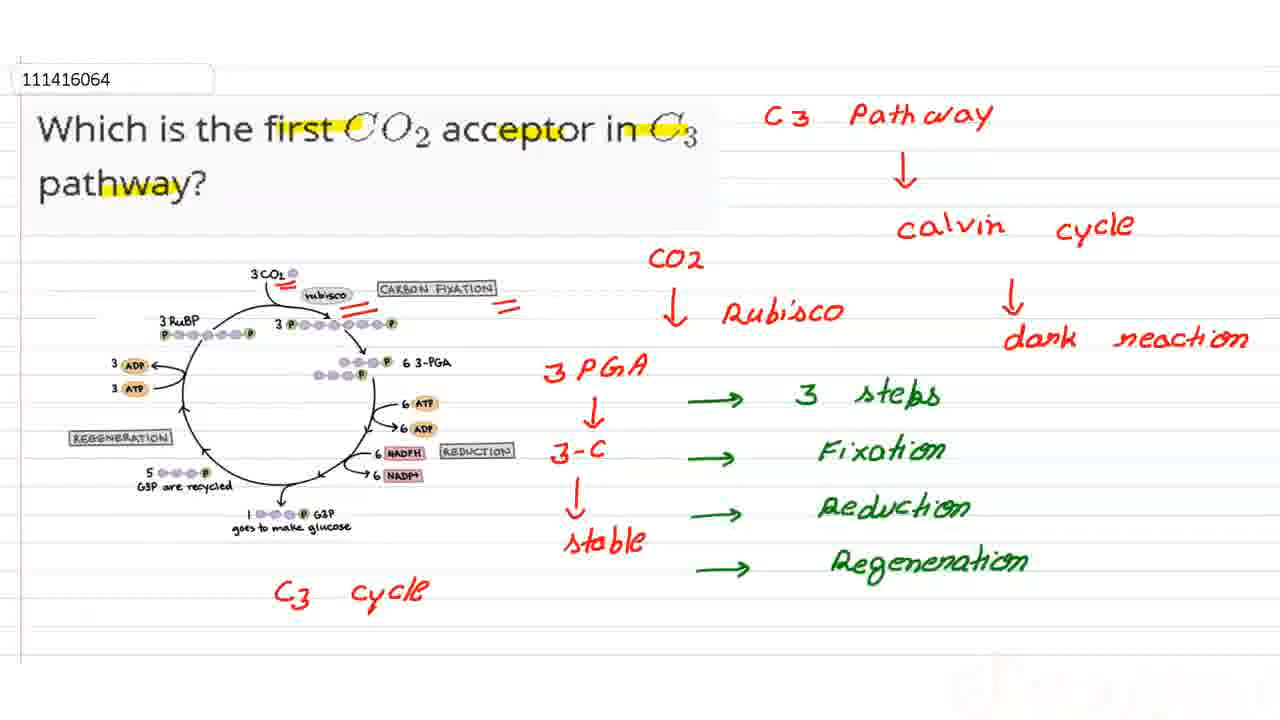 111416064
Which is the first CO2 acceptor in C3
pathway?
C3 Pathway
Calvin cycle
dark reaction
3CO2
rubisco
CARBON FIXATION
3 RuBP
P P
3 P P
P 6 3-PGA
P
3 ADP
3 ATP
6 ATP
6 ADP
REGENERATION
6 NADPH REDUCTION
6 NADP+
5 P
G3P are recycled
1 P G3P
goes to make glucose
C3 cycle
CO2
Rubisco
3 PGA
3-C
stable
3 steps
Fixation
Reduction
Regeneration